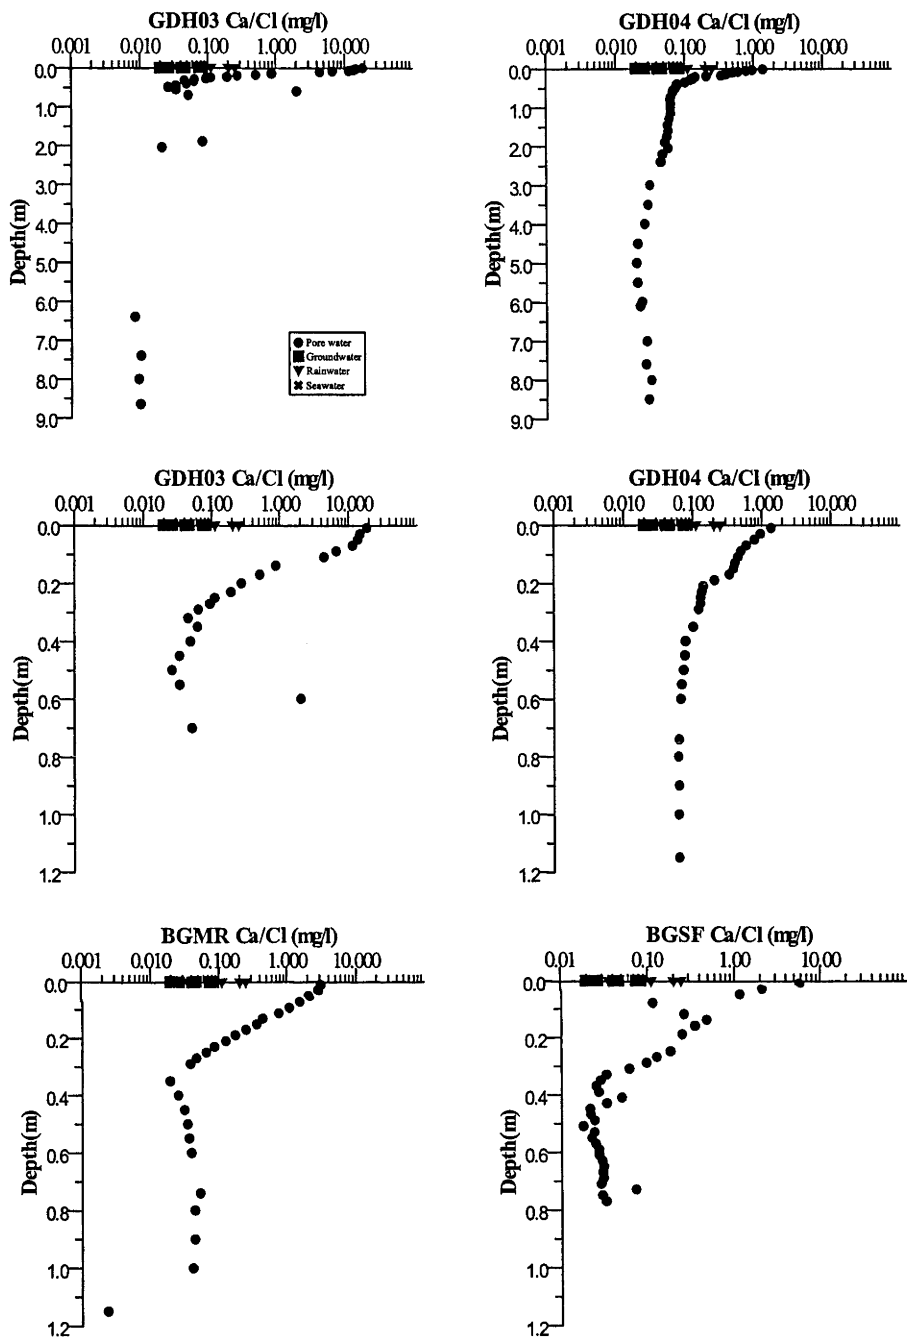 GDH03 Ca/Cl (mg/l)
0.001 0.010 0.100 1.000 10.000
0.0
1.0
2.0
3.0
4.0
5.0
6.0
7.0
8.0
9.0
Depth(m)
Pore water
Groundwater
Rainwater
Seawater
GDH04 Ca/Cl (mg/l)
0.001 0.010 0.100 1.000 10.000
0.0
1.0
2.0
3.0
4.0
5.0
6.0
7.0
8.0
9.0
Depth(m)
GDH03 Ca/Cl (mg/l)
0.001 0.010 0.100 1.000 10.000
0.0
0.2
0.4
0.6
0.8
1.0
1.2
Depth(m)
GDH04 Ca/Cl (mg/l)
0.001 0.010 0.100 1.000 10.000
0.0
0.2
0.4
0.6
0.8
1.0
1.2
Depth(m)
BGMR Ca/Cl (mg/l)
0.001 0.010 0.100 1.000 10.000
0.0
0.2
0.4
0.6
0.8
1.0
1.2
Depth(m)
BGSF Ca/Cl (mg/l)
0.01 0.10 1.00 10.000
0.0
0.2
0.4
0.6
0.8
1.0
1.2
Depth(m)